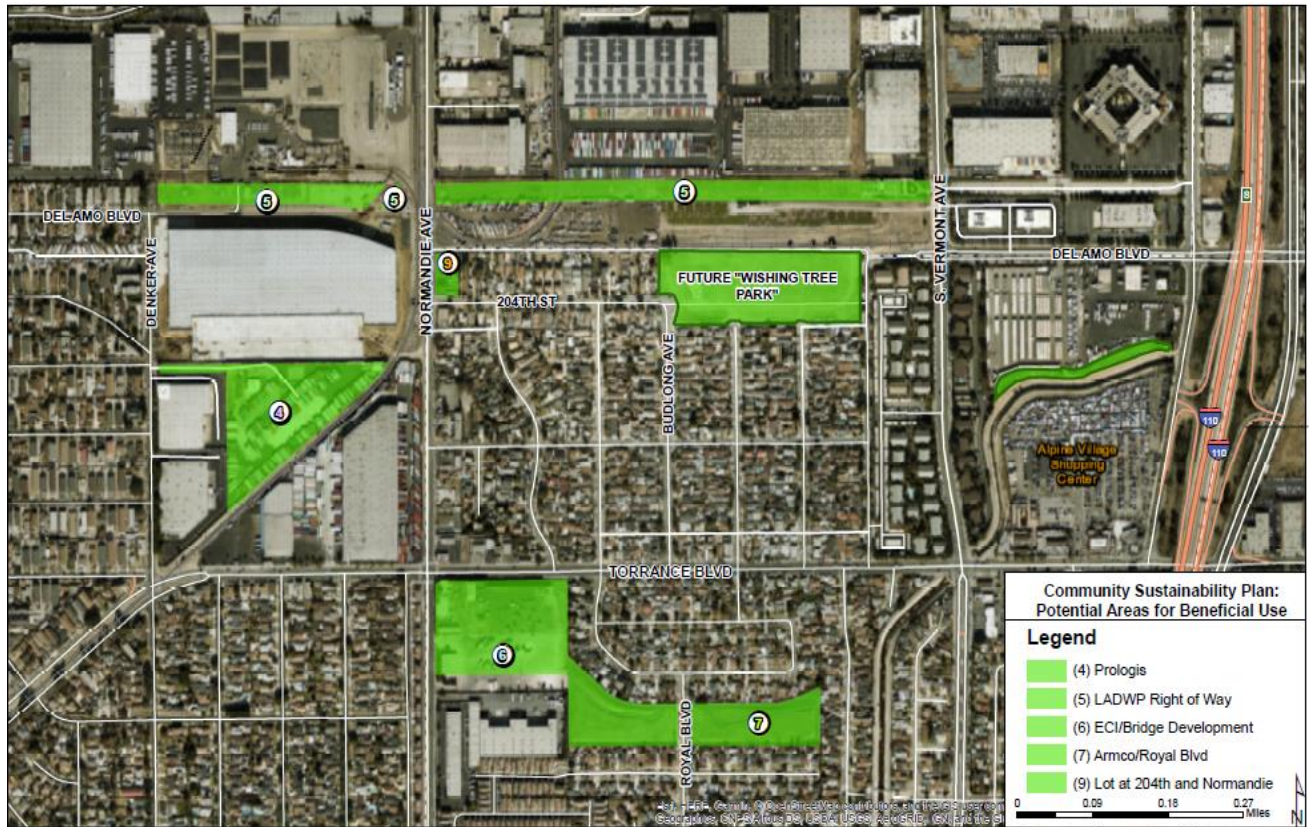 5
5
5
DEL AMO BLVD
NORMANDIE AVE
S. VERMONT AVE
8
DENKER AVE
9
DEL AMO BLVD
FUTURE "WISHING TREE
PARK"
204TH ST
BUDLONG AVE
4
110
110
Alpine Village
Shopping
Center
TORRANCE BLVD
6
7
ROYAL BLVD
Community Sustainability Plan:
Potential Areas for Beneficial Use
Legend
(4) Prologis
(5) LADWP Right of Way
(6) ECI/Bridge Development
(7) Armco/Royal Blvd
(9) Lot at 204th and Normandie
0 0.09 0.18 0.27
Miles
N